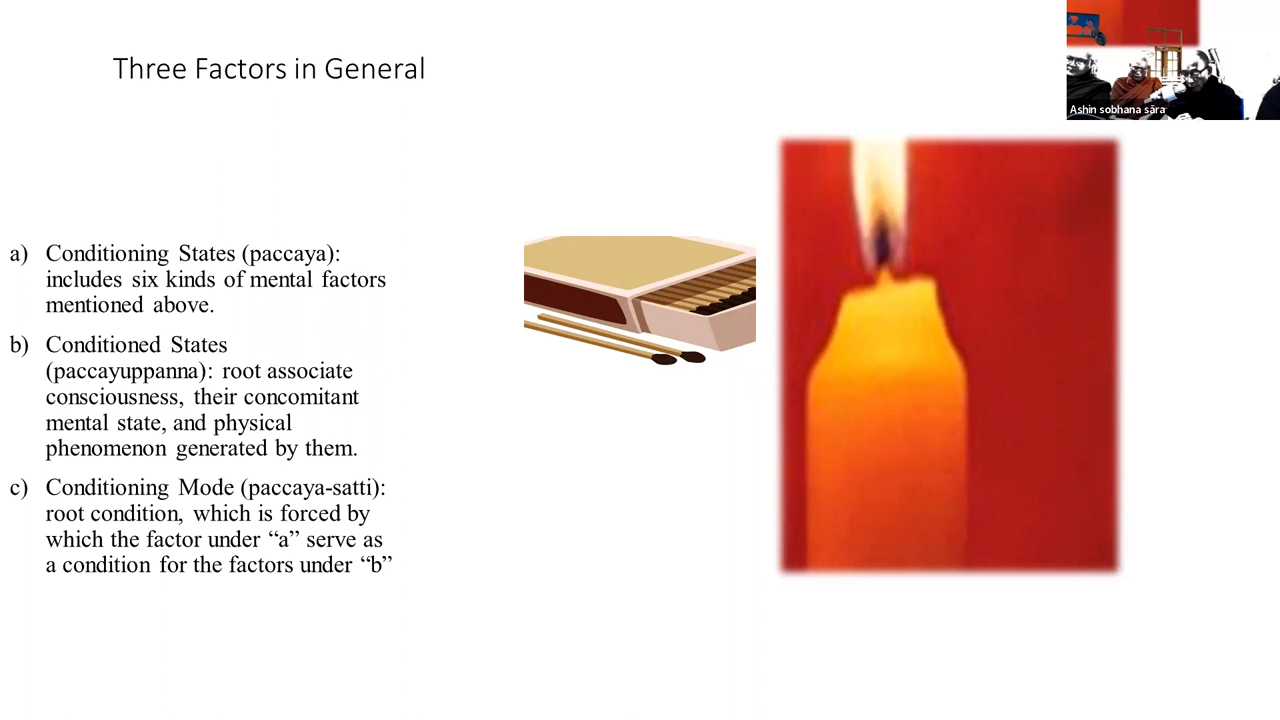 Three Factors in General
Ashin sobhana sāra
a) Conditioning States (paccaya):
includes six kinds of mental factors
mentioned above.
b) Conditioned States
(paccayuppanna): root associate
consciousness, their concomitant
mental state, and physical
phenomenon generated by them.
c) Conditioning Mode (paccaya-satti):
root condition, which is forced by
which the factor under “a” serve as
a condition for the factors under “b”